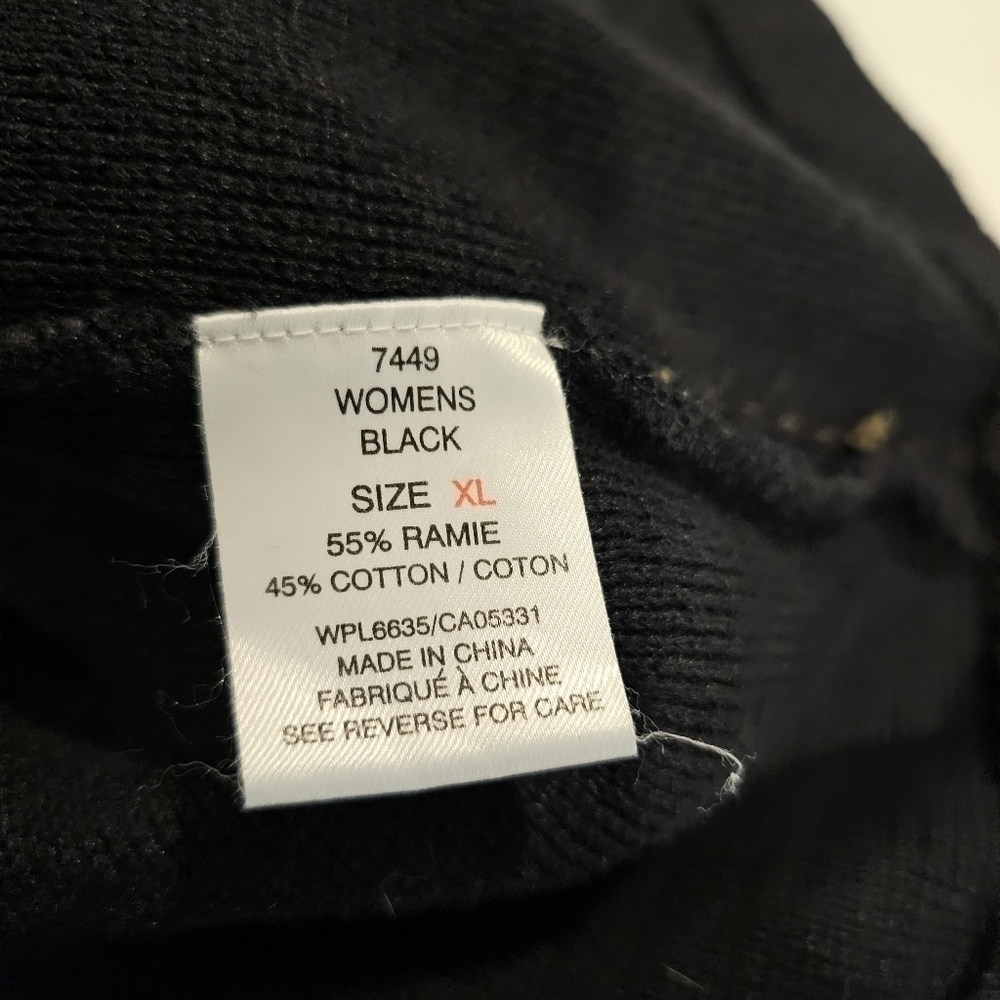 7449
WOMENS
BLACK
SIZE XL
55% RAMIE
45% COTTON / COTON
WPL6635/CA05331
MADE IN CHINA
FABRIQUÉ À CHINE
SEE REVERSE FOR CARE